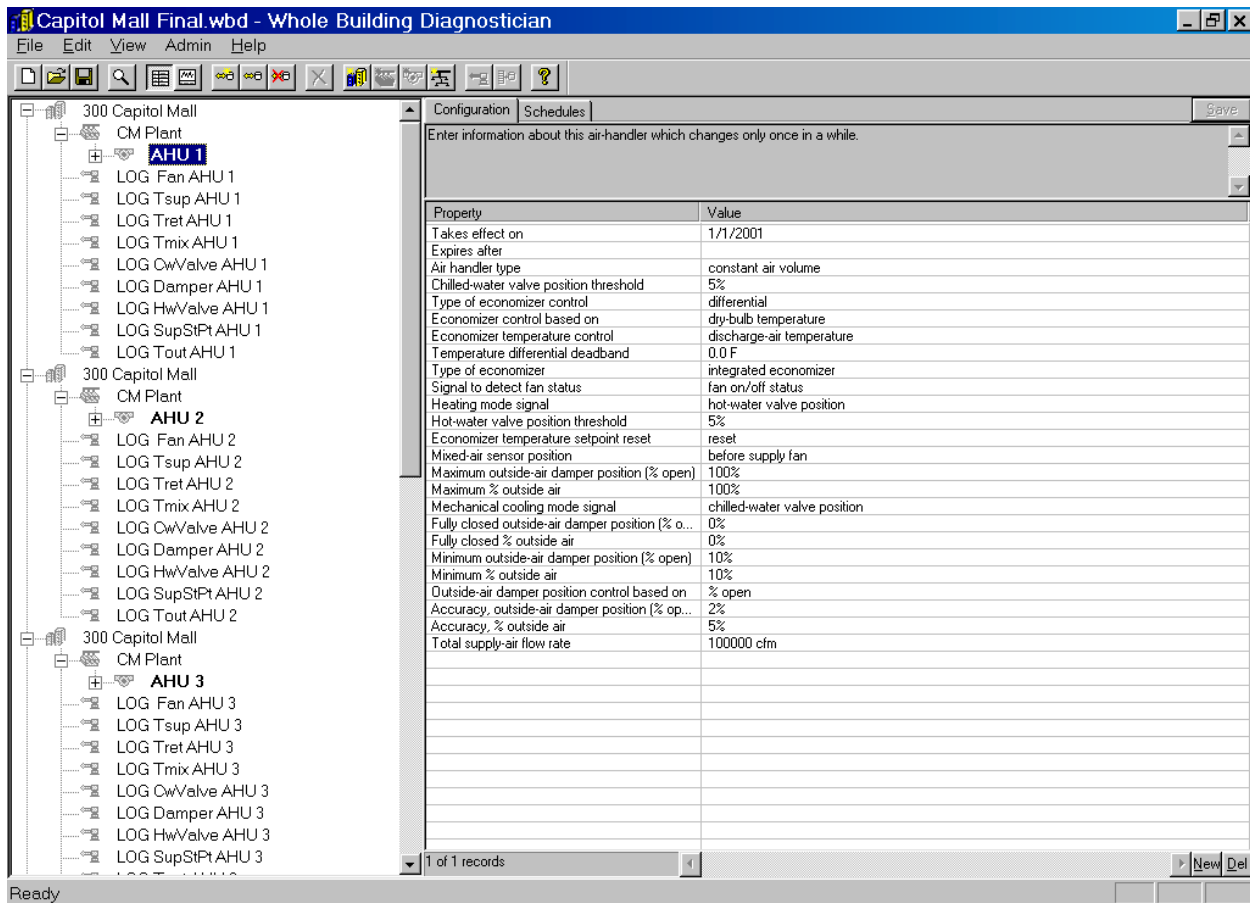 Capitol Mall Final.wbd - Whole Building Diagnostician
File Edit View Admin Help
300 Capitol Mall
CM Plant
AHU 1
LOG Fan AHU 1
LOG Tsup AHU 1
LOG Tret AHU 1
LOG Tmix AHU 1
LOG CwValve AHU 1
LOG Damper AHU 1
LOG HwValve AHU 1
LOG SupStPt AHU 1
LOG Tout AHU 1
300 Capitol Mall
CM Plant
AHU 2
LOG Fan AHU 2
LOG Tsup AHU 2
LOG Tret AHU 2
LOG Tmix AHU 2
LOG CwValve AHU 2
LOG Damper AHU 2
LOG HwValve AHU 2
LOG SupStPt AHU 2
LOG Tout AHU 2
300 Capitol Mall
CM Plant
AHU 3
LOG Fan AHU 3
LOG Tsup AHU 3
LOG Tret AHU 3
LOG Tmix AHU 3
LOG CwValve AHU 3
LOG Damper AHU 3
LOG HwValve AHU 3
LOG SupStPt AHU 3
Configuration Schedules Save
Enter information about this air-handler which changes only once in a while.
Property Value
Takes effect on 1/1/2001
Expires after
Air handler type constant air volume
Chilled-water valve position threshold 5%
Type of economizer control differential
Economizer control based on dry-bulb temperature
Economizer temperature control discharge-air temperature
Temperature differential deadband 0.0 F
Type of economizer integrated economizer
Signal to detect fan status fan on/off status
Heating mode signal hot-water valve position
Hot-water valve position threshold 5%
Economizer temperature setpoint reset reset
Mixed-air sensor position before supply fan
Maximum outside-air damper position (% open) 100%
Maximum % outside air 100%
Mechanical cooling mode signal chilled-water valve position
Fully closed outside-air damper position (% o... 0%
Fully closed % outside air 0%
Minimum outside-air damper position (% open) 10%
Minimum % outside air 10%
Outside-air damper position control based on % open
Accuracy, outside-air damper position (% op... 2%
Accuracy, % outside air 5%
Total supply-air flow rate 100000 cfm
1 of 1 records New Del
Ready